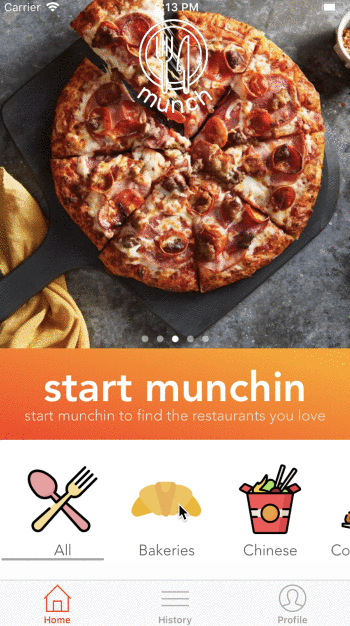 Carrier
:13 PM
munch
start munchin
start munchin to find the restaurants you love
All
Bakeries
Chinese
Co
Home
History
Profile